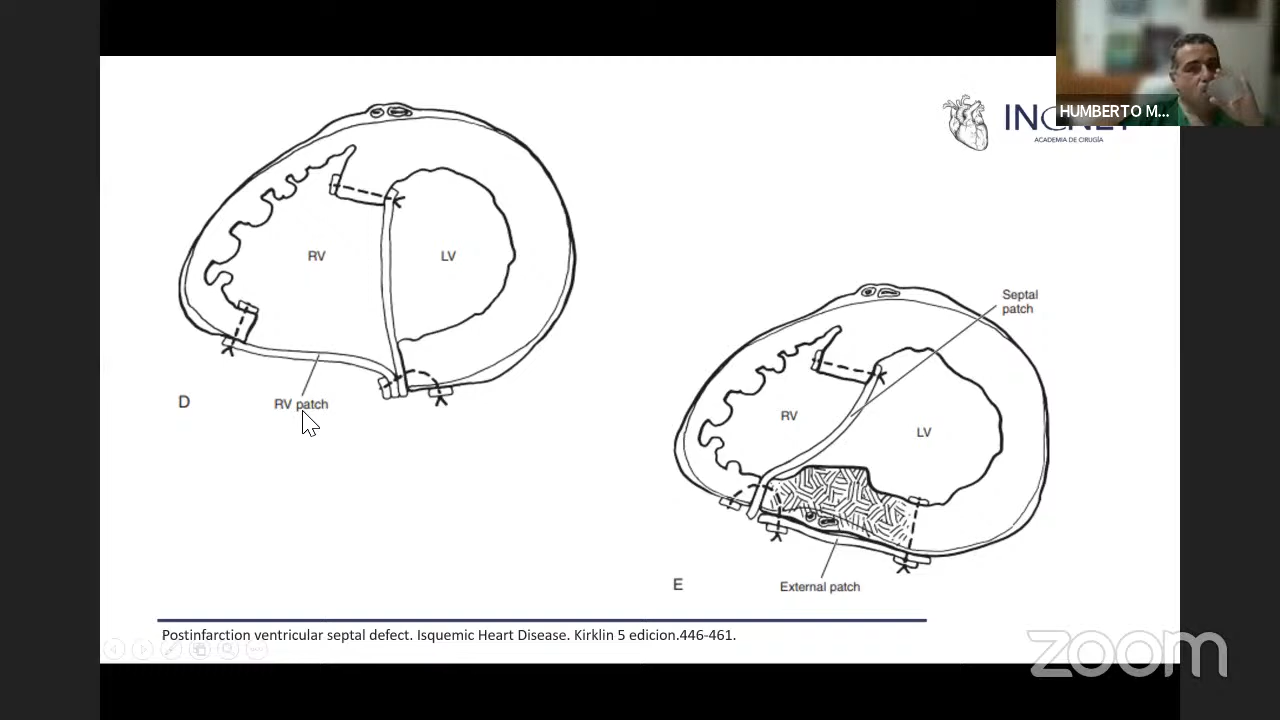 HUMBERTO M...
ACADEMIA DE CIRUGÍA
RV
LV
D
RV patch
Septal
patch
RV
LV
E
External patch
Postinfarction ventricular septal defect. Isquemic Heart Disease. Kirklin 5 edicion.446-461.
zoom